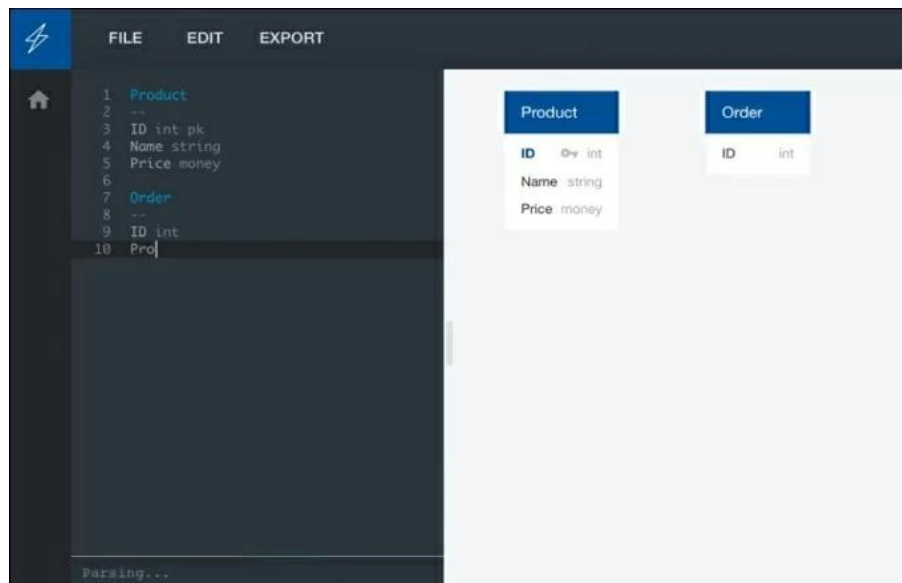 FILE EDIT EXPORT
1 Product
2 --
3 ID int pk
4 Name string
5 Price money
6
7 Order
8 --
9 ID int
10 Pro
Parsing...
Product
ID int
Name string
Price money
Order
ID int